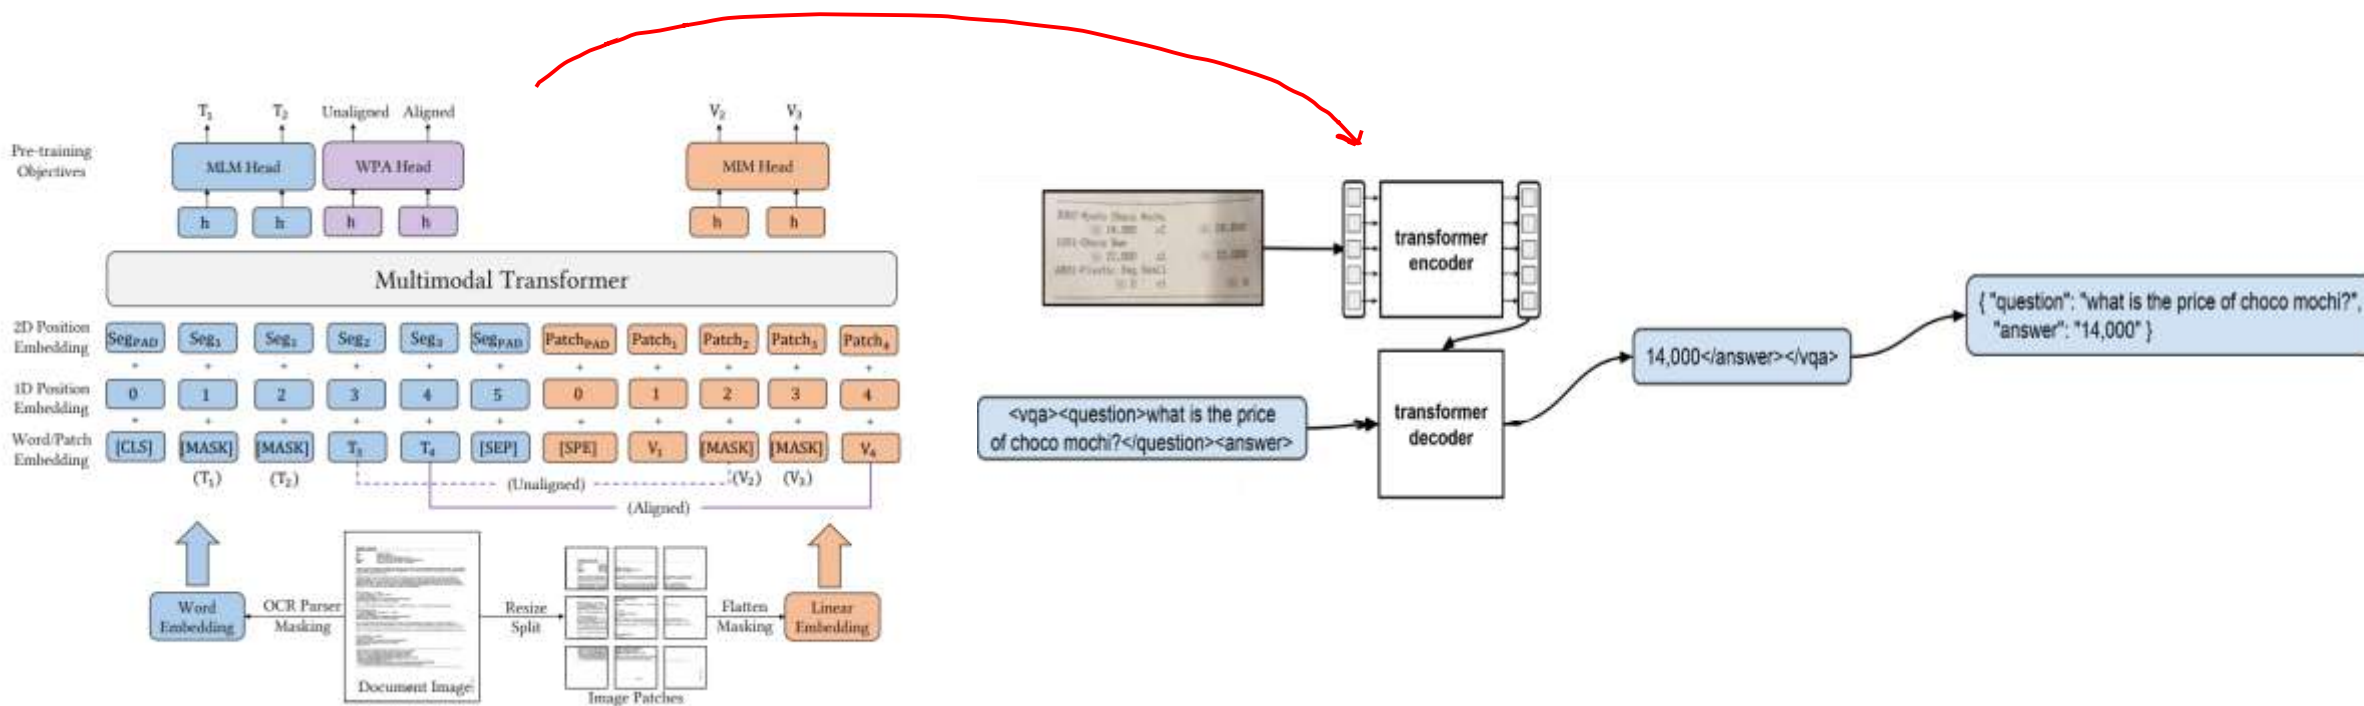 T₁ T₂ Unaligned Aligned V₂ V₃
Pre-training
Objectives
MLM Head WPA Head MIM Head
h h h h h h
Multimodal Transformer
2D Position
Embedding
Seg_PAD Seg₁ Seg₁ Seg₂ Seg₃ Seg_PAD Patch_PAD Patch₁ Patch₂ Patch₃ Patch₄
+ + + + + + + + + + +
1D Position
Embedding
0 1 2 3 4 5 0 1 2 3 4
+ + + + + + + + + + +
Word/Patch
Embedding
[CLS] [MASK] [MASK] T₃ T₄ [SEP] [SPE] V₁ [MASK] [MASK] V₄
(T₁) (T₂) (Unaligned) (V₂) (V₃)
(Aligned)
Word
Embedding
OCR Parser
Masking
Document Image
Resize
Split
Image Patches
Flatten
Masking
Linear
Embedding
transformer
encoder
<vqa><question>what is the price
of choco mochi?</question><answer>
transformer
decoder
14,000</answer></vqa>
{ "question": "what is the price of choco mochi?",
"answer": "14,000" }